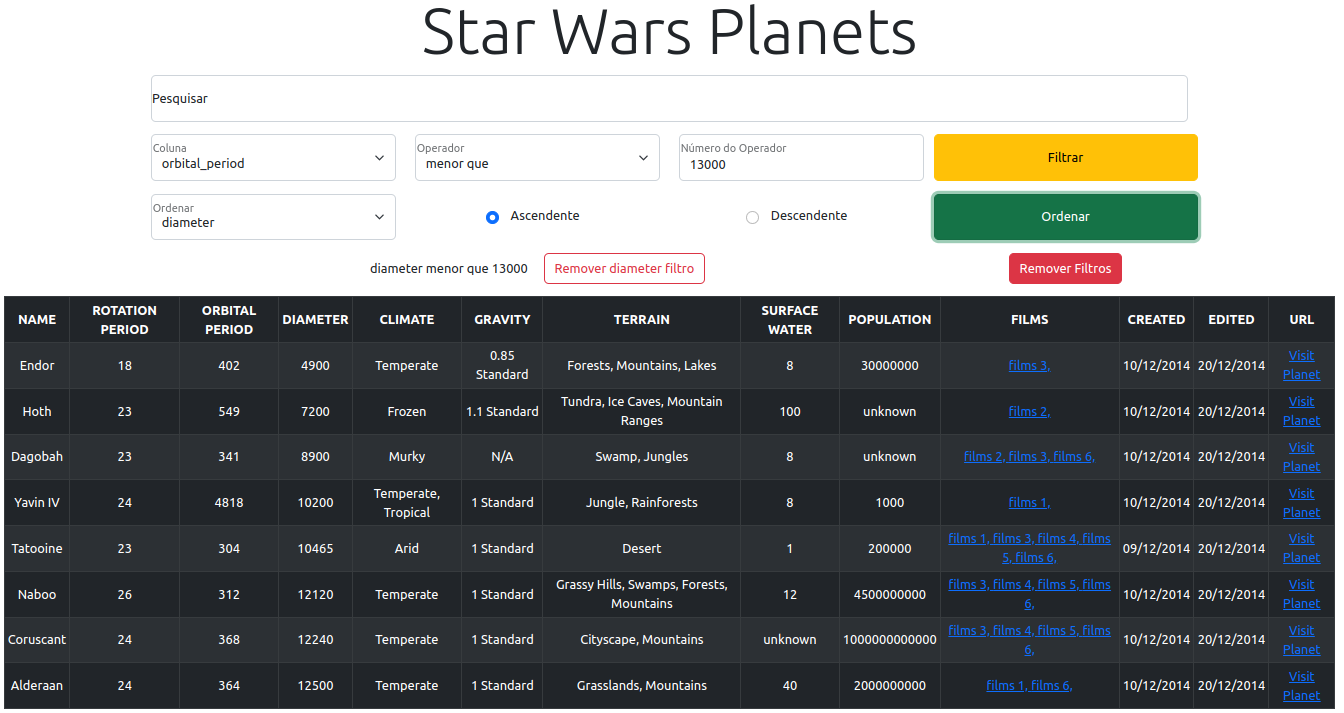 Star Wars Planets
Pesquisar
Coluna
orbital_period
Operador
menor que
Número do Operador
13000
Filtrar
Ordenar
diameter
Ascendente
Descendente
Ordenar
diameter menor que 13000
Remover diameter filtro
Remover Filtros
NAME ROTATION PERIOD ORBITAL PERIOD DIAMETER CLIMATE GRAVITY TERRAIN SURFACE WATER POPULATION FILMS CREATED EDITED URL
Endor 18 402 4900 Temperate 0.85 Standard Forests, Mountains, Lakes 8 30000000 films 3, 10/12/2014 20/12/2014 Visit Planet
Hoth 23 549 7200 Frozen 1.1 Standard Tundra, Ice Caves, Mountain Ranges 100 unknown films 2, 10/12/2014 20/12/2014 Visit Planet
Dagobah 23 341 8900 Murky N/A Swamp, Jungles 8 unknown films 2, films 3, films 6, 10/12/2014 20/12/2014 Visit Planet
Yavin IV 24 4818 10200 Temperate, Tropical 1 Standard Jungle, Rainforests 8 1000 films 1, 10/12/2014 20/12/2014 Visit Planet
Tatooine 23 304 10465 Arid 1 Standard Desert 1 200000 films 1, films 3, films 4, films 5, films 6, 09/12/2014 20/12/2014 Visit Planet
Naboo 26 312 12120 Temperate 1 Standard Grassy Hills, Swamps, Forests, Mountains 12 4500000000 films 3, films 4, films 5, films 6, 10/12/2014 20/12/2014 Visit Planet
Coruscant 24 368 12240 Temperate 1 Standard Cityscape, Mountains unknown 1000000000000 films 3, films 4, films 5, films 6, 10/12/2014 20/12/2014 Visit Planet
Alderaan 24 364 12500 Temperate 1 Standard Grasslands, Mountains 40 2000000000 films 1, films 6, 10/12/2014 20/12/2014 Visit Planet